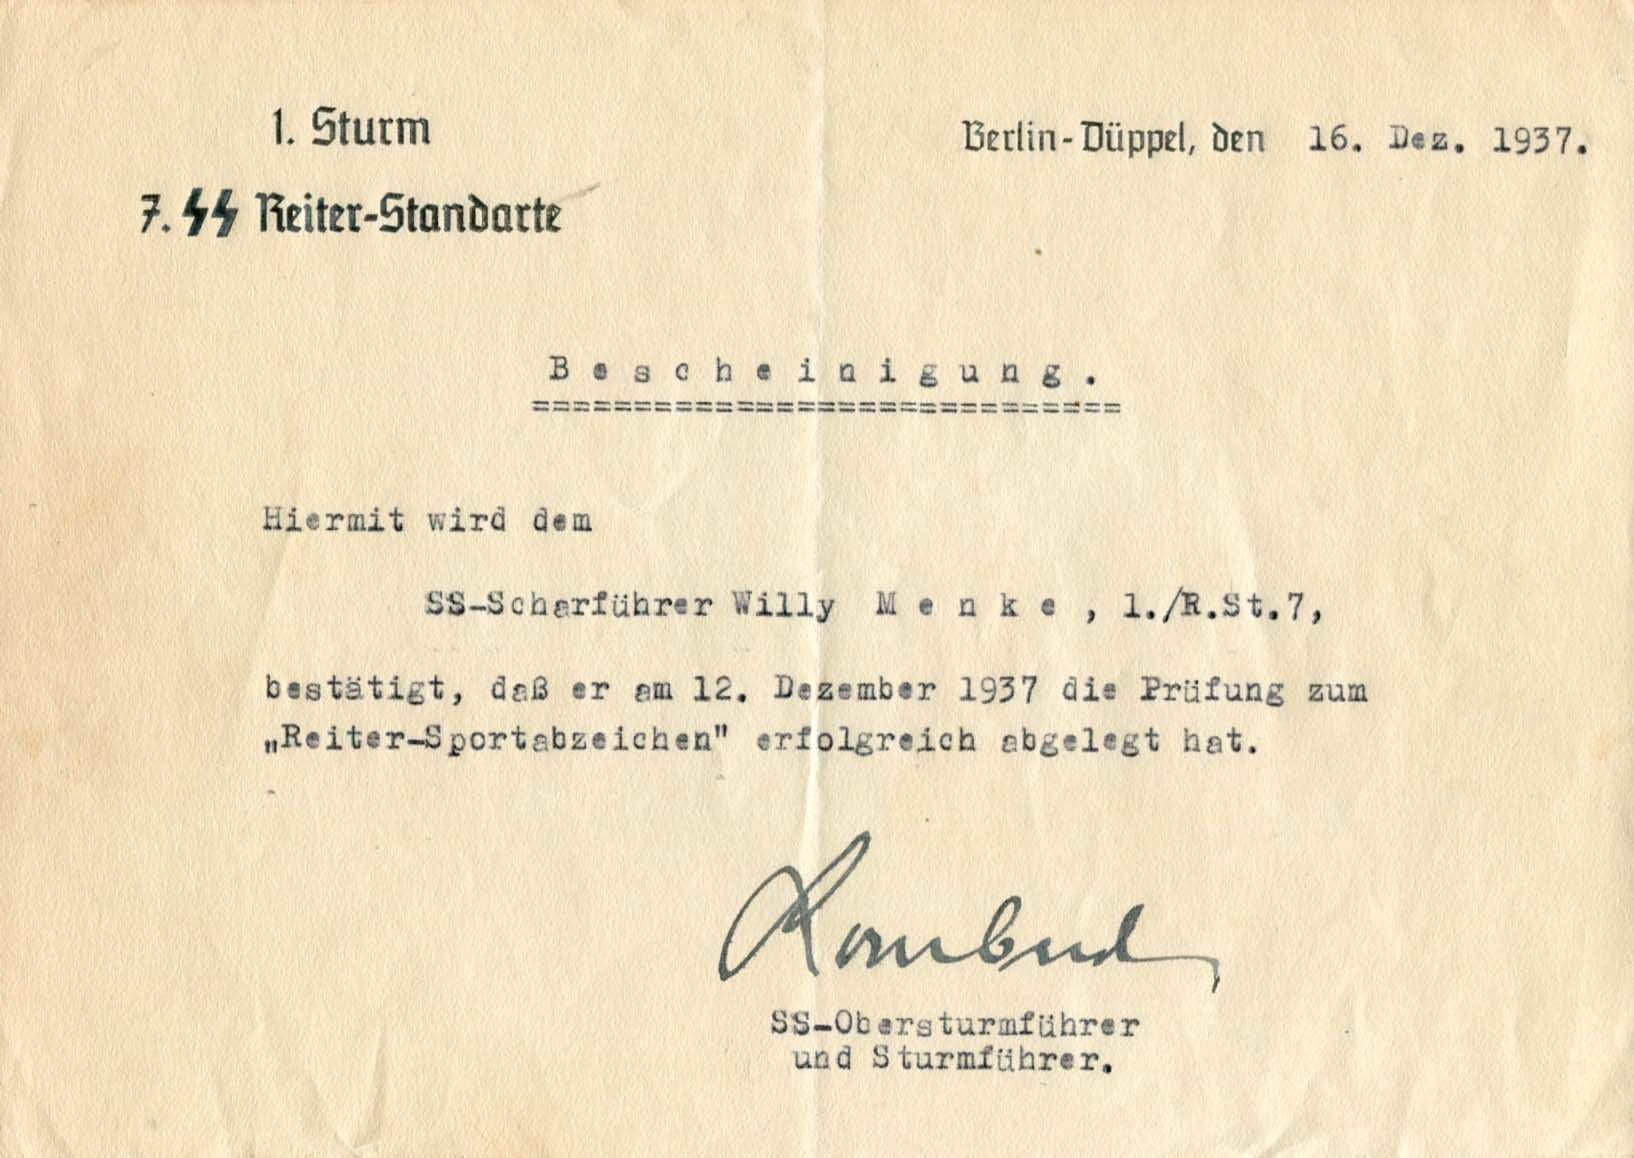 1. Sturm
7. SS Reiter-Standarte
Berlin-Düppel, den 16. Dez. 1937.
Bescheinigung.
=============================
Hiermit wird dem
SS-Scharführer Willy Menke, 1./R.St.7,
bestätigt, daß er am 12. Dezember 1937 die Prüfung zum
„Reiter-Sportabzeichen" erfolgreich abgelegt hat.
SS-Obersturmführer
und Sturmführer.